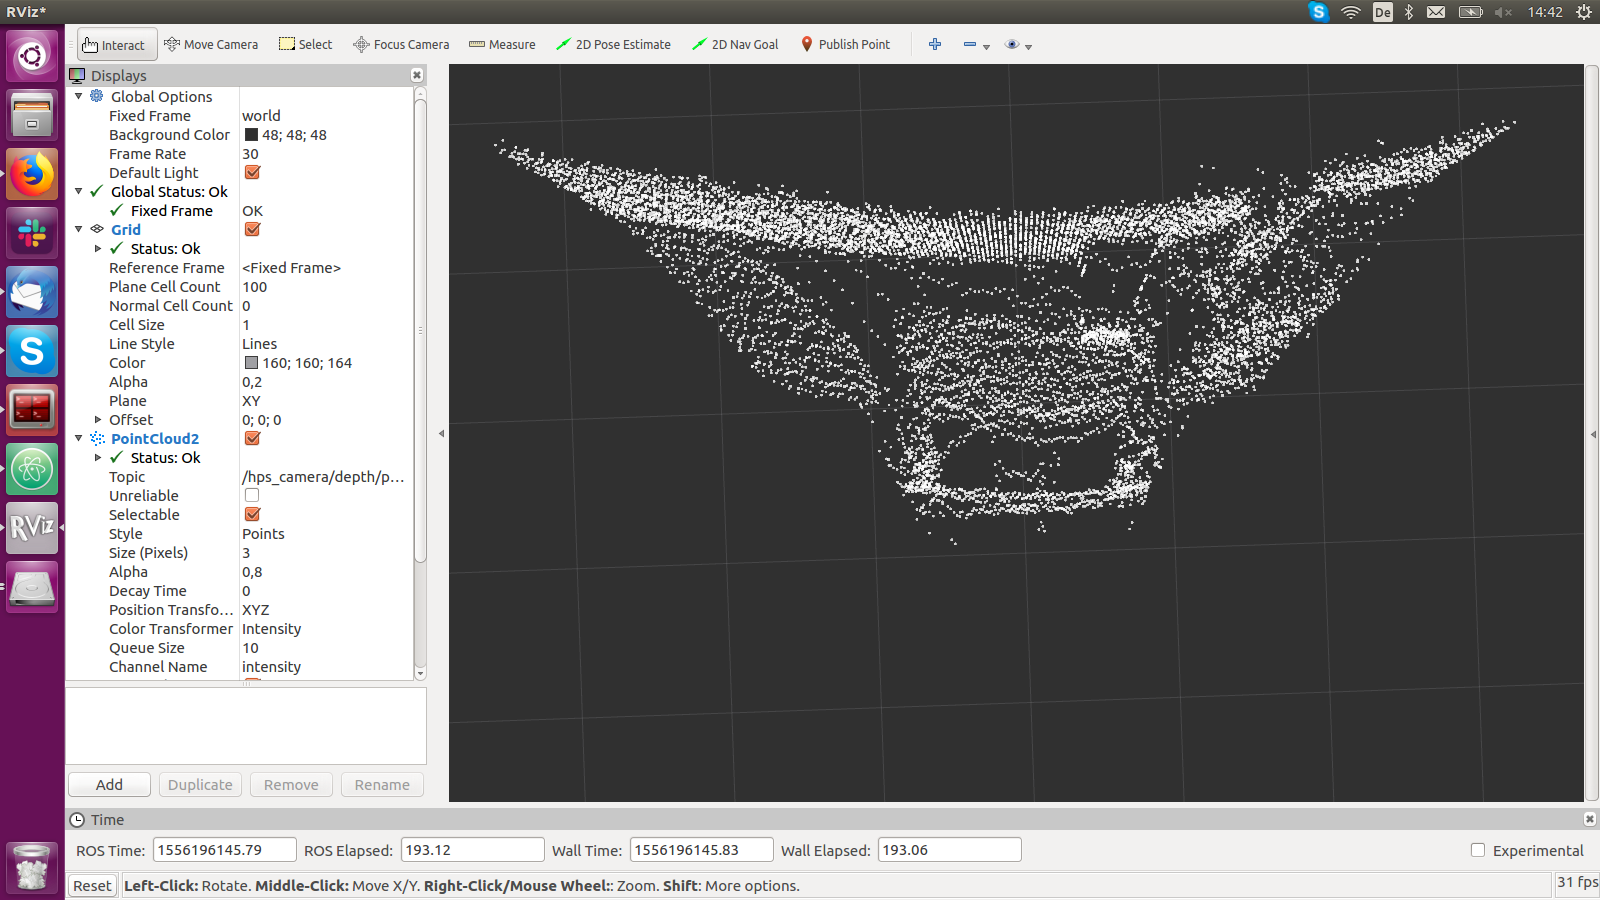 RViz*
De
14:42
Interact
Move Camera
Select
Focus Camera
Measure
2D Pose Estimate
2D Nav Goal
Publish Point
Displays
Global Options
Fixed Frame world
Background Color 48; 48; 48
Frame Rate 30
Default Light
Global Status: Ok
Fixed Frame OK
Grid
Status: Ok
Reference Frame <Fixed Frame>
Plane Cell Count 100
Normal Cell Count 0
Cell Size 1
Line Style Lines
Color 160; 160; 164
Alpha 0,2
Plane XY
Offset 0; 0; 0
PointCloud2
Status: Ok
Topic /hps_camera/depth/p...
Unreliable
Selectable
Style Points
Size (Pixels) 3
Alpha 0,8
Decay Time 0
Position Transfo... XYZ
Color Transformer Intensity
Queue Size 10
Channel Name intensity
Add
Duplicate
Remove
Rename
Time
ROS Time: 1556196145.79
ROS Elapsed: 193.12
Wall Time: 1556196145.83
Wall Elapsed: 193.06
Experimental
Reset
Left-Click: Rotate. Middle-Click: Move X/Y. Right-Click/Mouse Wheel:: Zoom. Shift: More options.
31 fps
S
RViz